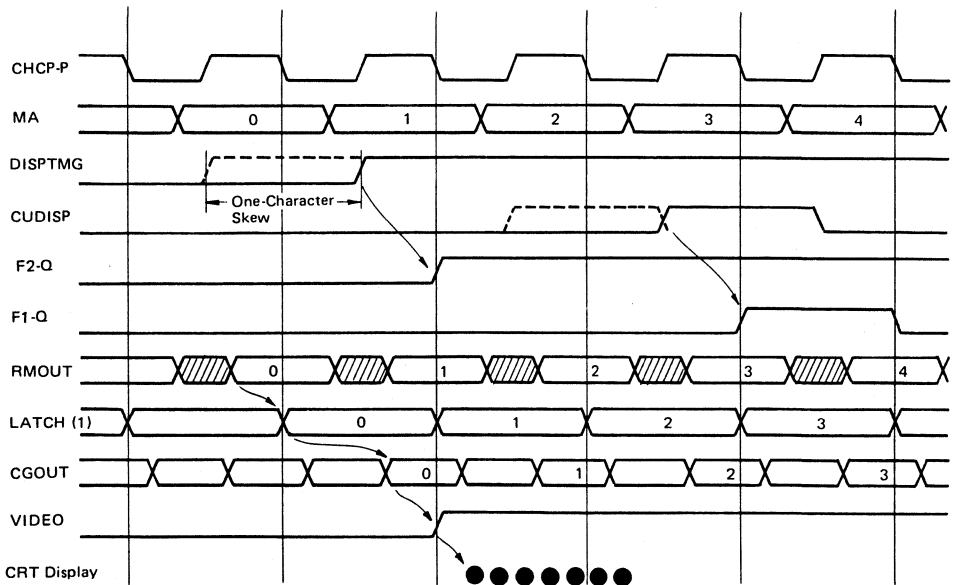 CHCP-P
MA 0 1 2 3 4
DISPTMG
One-Character
Skew
CUDISP
F2-Q
F1-Q
RMOUT 0 1 2 3 4
LATCH (1) 0 1 2 3
CGOUT 0 1 2 3
VIDEO
CRT Display